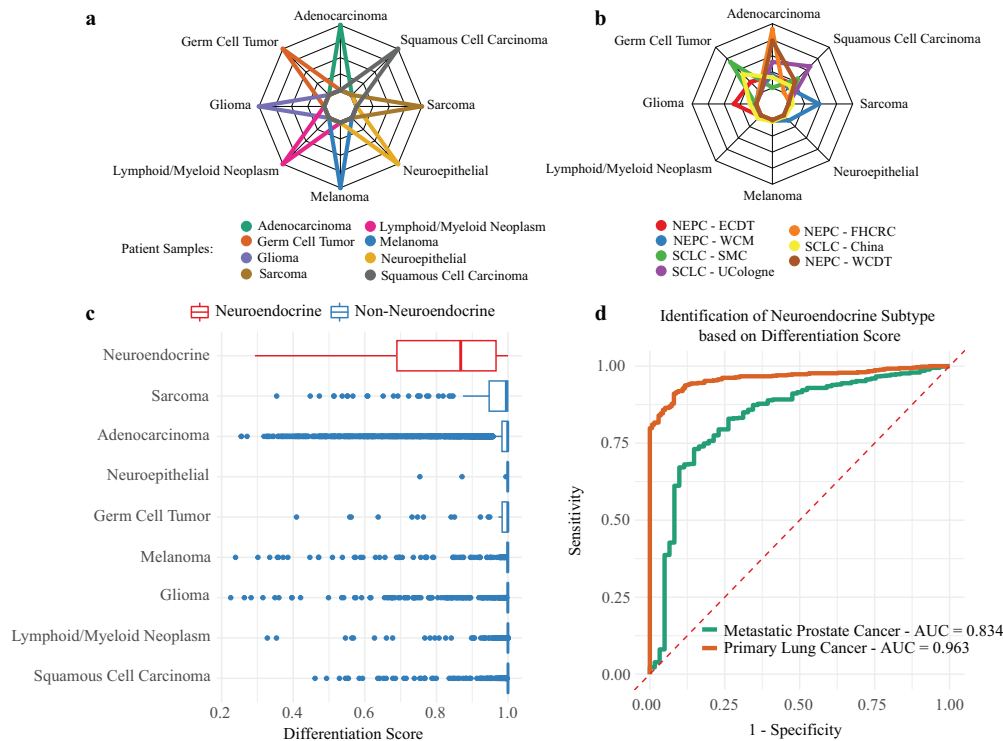 a
Adenocarcinoma
Germ Cell Tumor
Squamous Cell Carcinoma
Glioma
Sarcoma
Lymphoid/Myeloid Neoplasm
Neuroepithelial
Melanoma
Patient Samples:
Adenocarcinoma
Germ Cell Tumor
Glioma
Sarcoma
Lymphoid/Myeloid Neoplasm
Melanoma
Neuroepithelial
Squamous Cell Carcinoma
b
Adenocarcinoma
Germ Cell Tumor
Squamous Cell Carcinoma
Glioma
Sarcoma
Lymphoid/Myeloid Neoplasm
Neuroepithelial
Melanoma
NEPC - ECDT
NEPC - WCM
SCLC - SMC
SCLC - UCologne
NEPC - FHCRC
SCLC - China
NEPC - WCDT
c
Neuroendocrine
Non-Neuroendocrine
Neuroendocrine
Sarcoma
Adenocarcinoma
Neuroepithelial
Germ Cell Tumor
Melanoma
Glioma
Lymphoid/Myeloid Neoplasm
Squamous Cell Carcinoma
0.2 0.4 0.6 0.8 1.0
Differentiation Score
d
Identification of Neuroendocrine Subtype
based on Differentiation Score
1.00
0.75
0.50
0.25
0.00
Sensitivity
Metastatic Prostate Cancer - AUC = 0.834
Primary Lung Cancer - AUC = 0.963
0.00 0.25 0.50 0.75 1.00
1 - Specificity